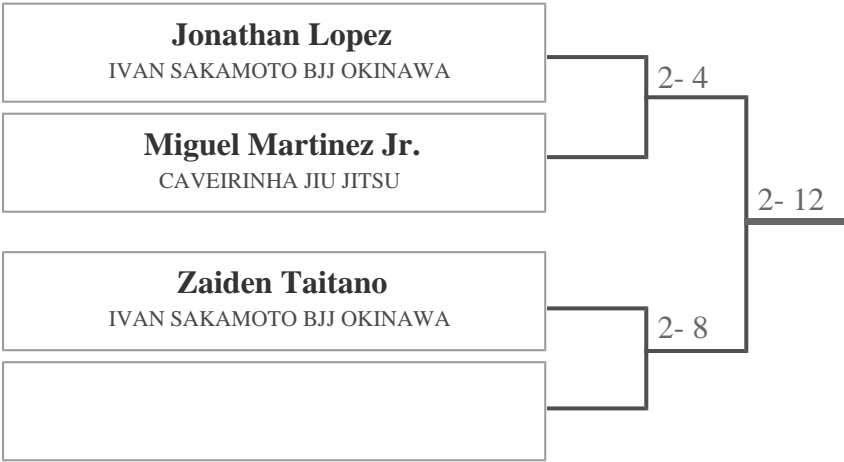 Jonathan Lopez
IVAN SAKAMOTO BJJ OKINAWA
2- 4
Miguel Martinez Jr.
CAVEIRINHA JIU JITSU
2- 12
Zaiden Taitano
IVAN SAKAMOTO BJJ OKINAWA
2- 8